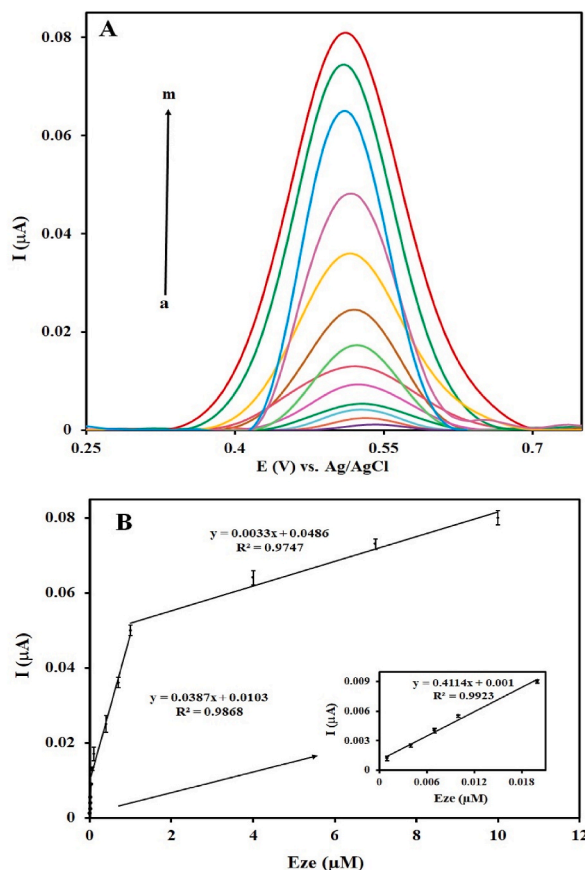 A
0.08
0.06
0.04
0.02
0
I (µA)
m
a
0.25
0.4
0.55
0.7
E (V) vs. Ag/AgCl
B
0.08
0.06
0.04
0.02
0
I (µA)
y = 0.0033x + 0.0486
R² = 0.9747
y = 0.0387x + 0.0103
R² = 0.9868
0.009
0.006
0.003
0
I (µA)
y = 0.4114x + 0.001
R² = 0.9923
0
0.006
0.012
0.018
Eze (µM)
0
2
4
6
8
10
12
Eze (µM)